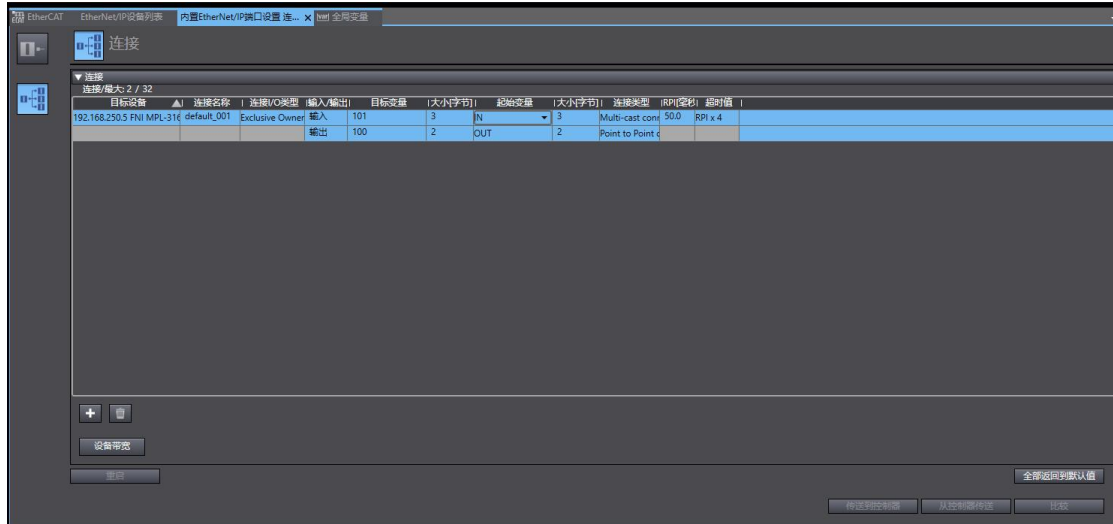 EtherCAT EtherNet/IP设备列表 内置EtherNet/IP端口设置 连... x 全局变量
连接
▼连接
连接/最大: 2 / 32
目标设备 连接名称 连接I/O类型 输入/输出 目标变量 大小[字节] 起始变量 大小[字节] 连接类型 RPI[毫秒] 超时值
192.168.250.5 FNI MPL-316 default_001 Exclusive Owner 输入 101 3 IN 3 Multi-cast conn 50.0 RPI x 4
输出 100 2 OUT 2 Point to Point c
+
设备带宽
重启 全部返回到默认值
传送到控制器 从控制器传送 比较